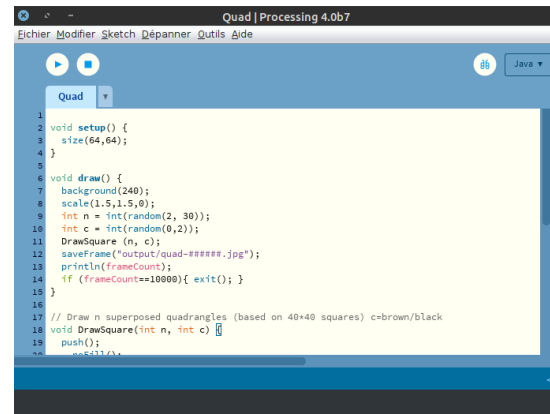 Quad | Processing 4.0b7
Fichier Modifier Sketch Dépanner Outils Aide
Java ▼
Quad ▼
1
2 void setup() {
3 size(64,64);
4 }
5
6 void draw() {
7 background(240);
8 scale(1.5,1.5,0);
9 int n = int(random(2, 30));
10 int c = int(random(0,2));
11 DrawSquare (n, c);
12 saveFrame("output/quad-######.jpg");
13 println(frameCount);
14 if (frameCount==10000){ exit(); }
15 }
16
17 // Draw n superposed quadrangles (based on 40*40 squares) c=brown/black
18 void DrawSquare(int n, int c) {
19 push();
20 noFill();